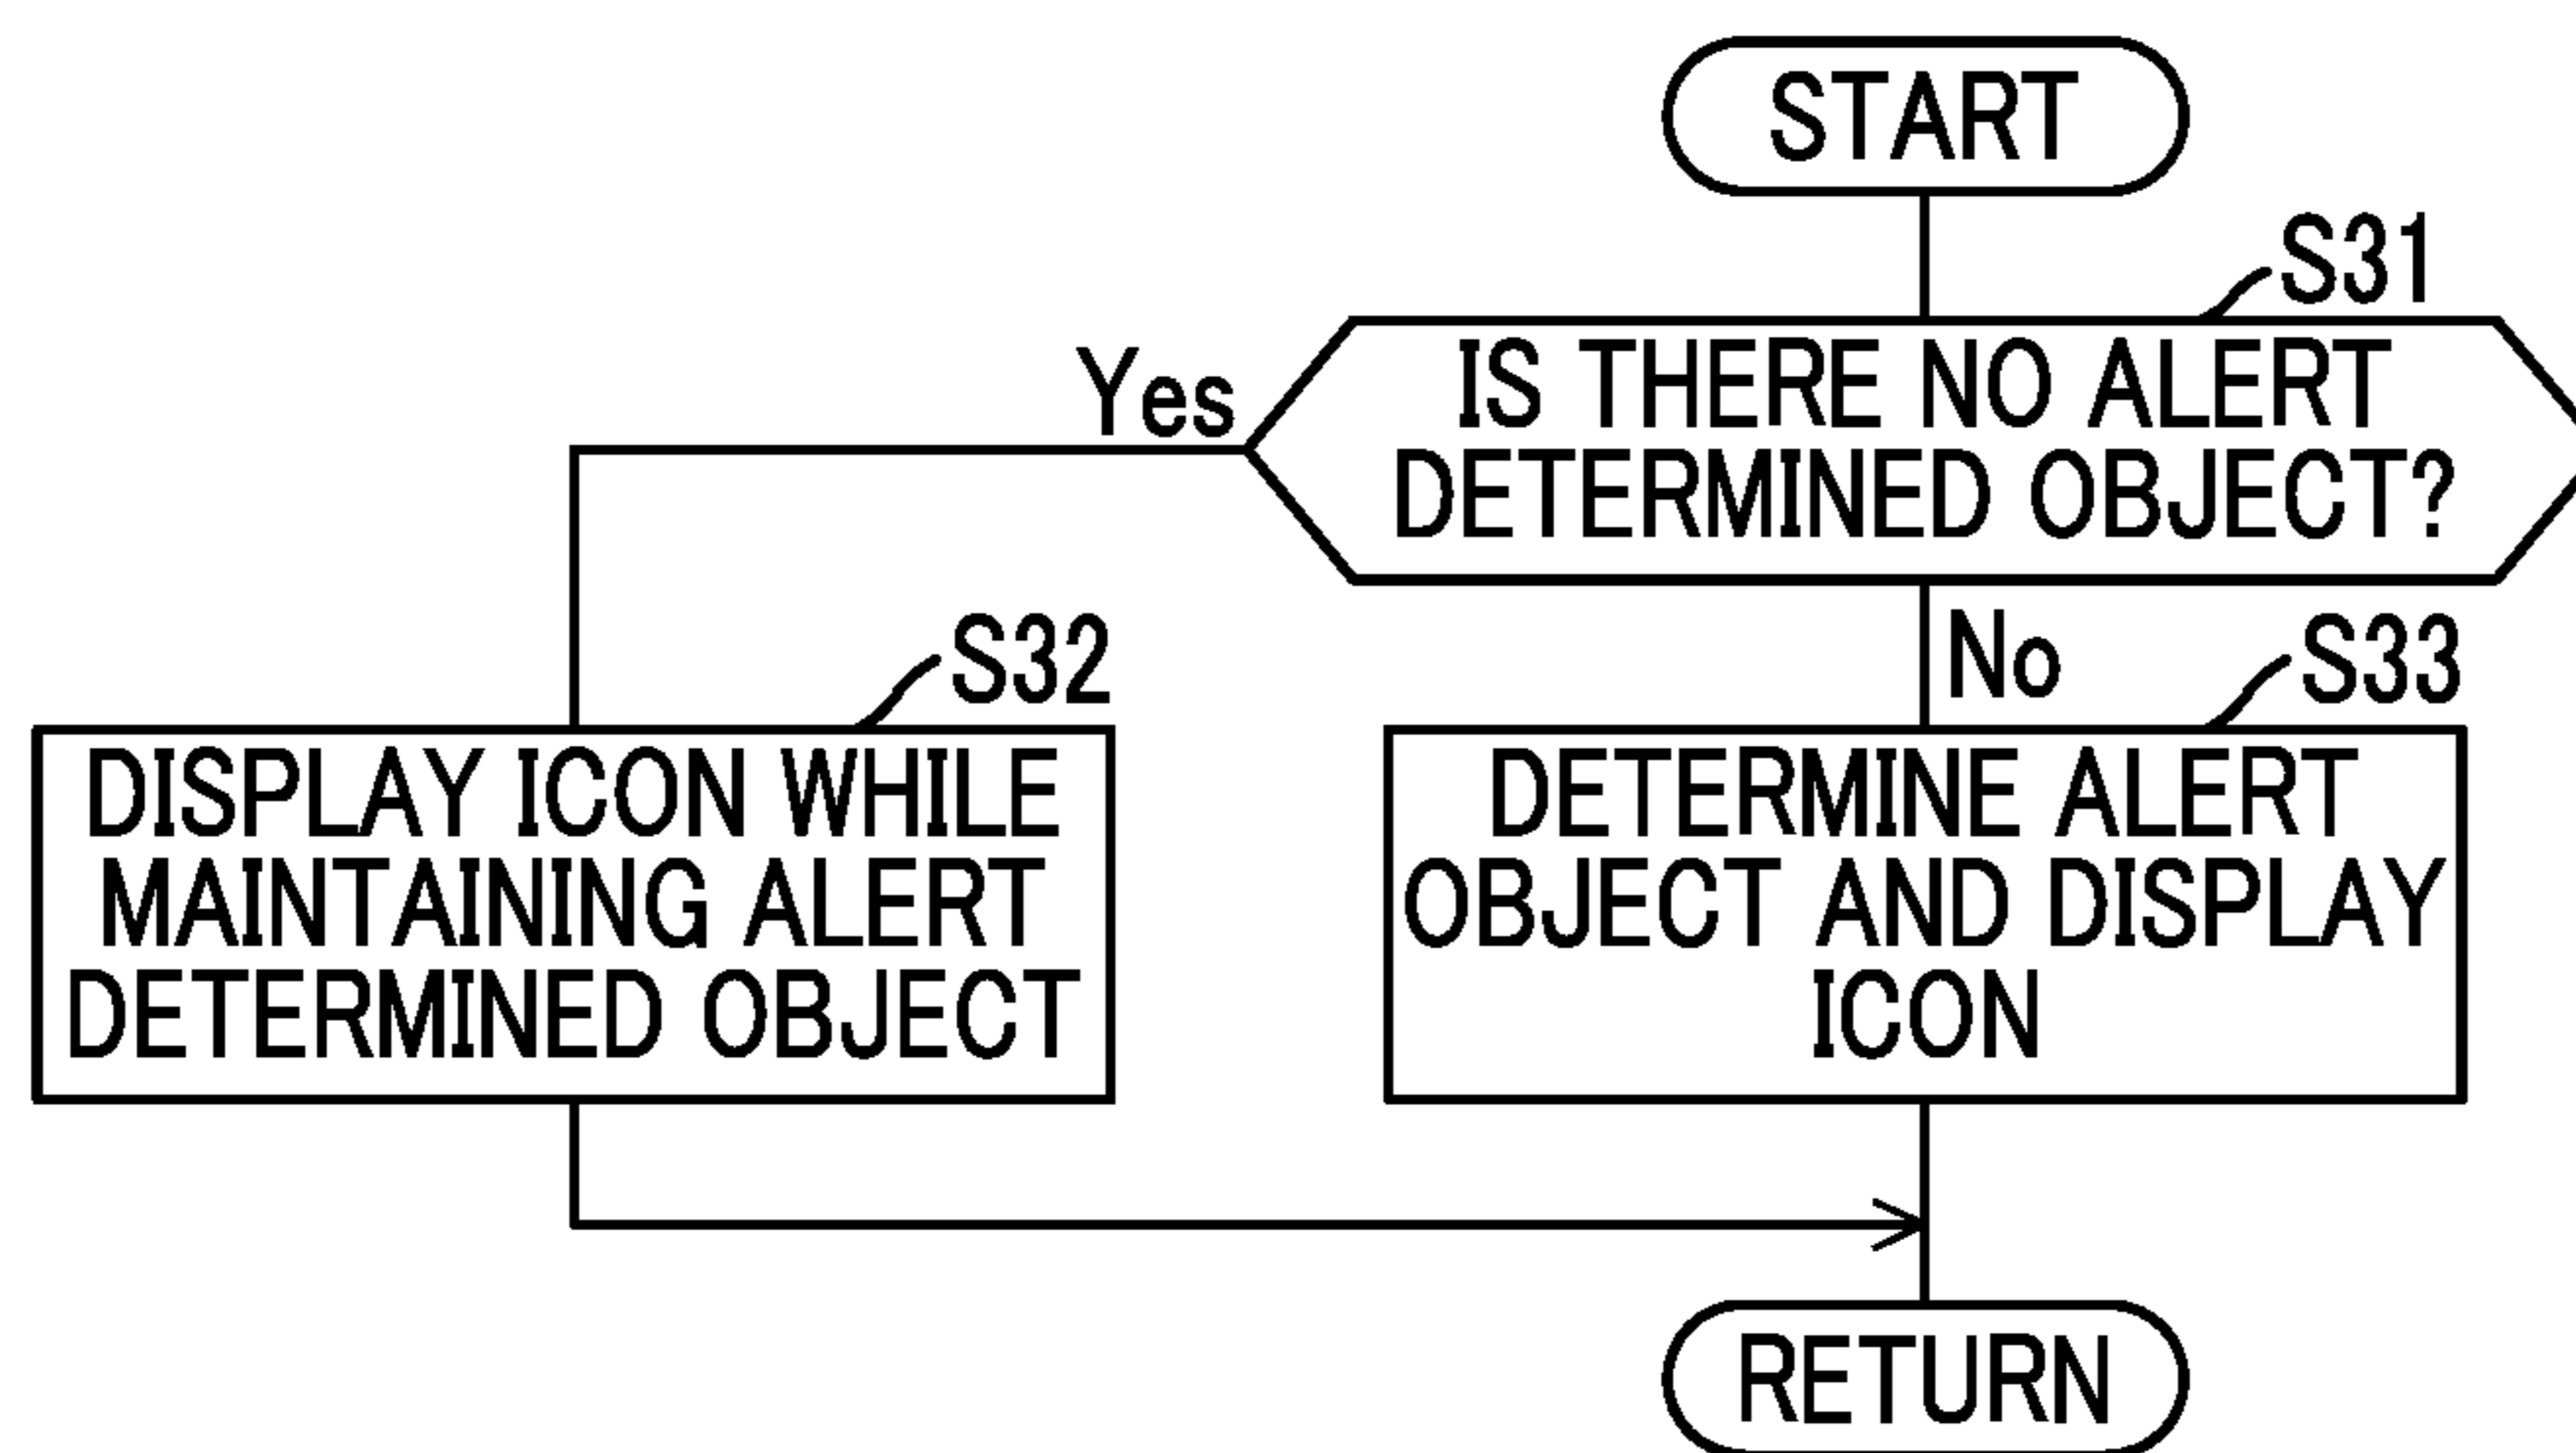 START
S31
IS THERE NO ALERT
DETERMINED OBJECT?
Yes
No
S32
DISPLAY ICON WHILE
MAINTAINING ALERT
DETERMINED OBJECT
S33
DETERMINE ALERT
OBJECT AND DISPLAY
ICON
RETURN